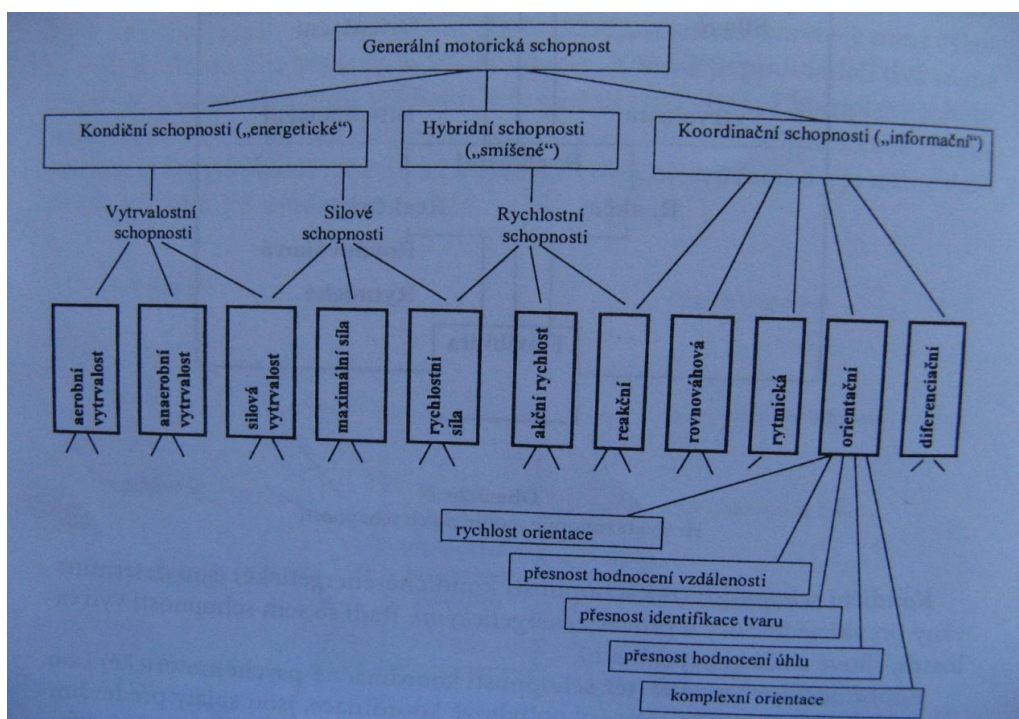 Generální motorická schopnost
Kondiční schopnosti („energetické“)
Hybridní schopnosti
(„smíšené“)
Koordinační schopnosti („informační“)
Vytrvalostní
schopnosti
Silové
schopnosti
Rychlostní
schopnosti
aerobní
vytrvalost
anaerobní
vytrvalost
silová
vytrvalost
maximální síla
rychlostní
síla
akční rychlost
reakční
rovnováhová
rytmická
orientační
diferenciační
rychlost orientace
přesnost hodnocení vzdálenosti
přesnost identifikace tvaru
přesnost hodnocení úhlu
komplexní orientace